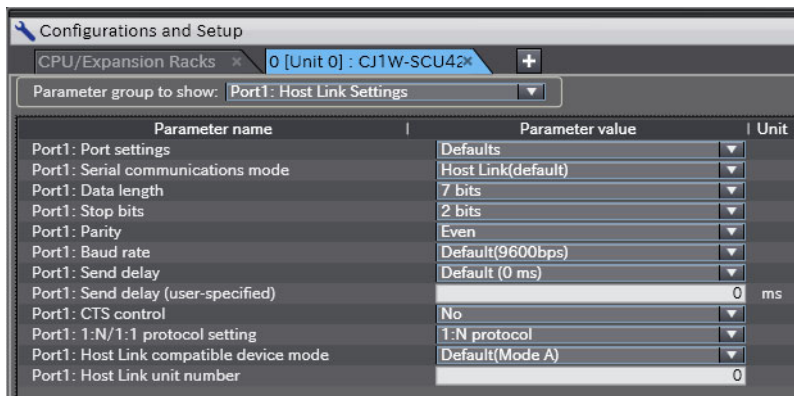 Configurations and Setup
CPU/Expansion Racks × 0 [Unit 0] : CJ1W-SCU42× +
Parameter group to show: Port1: Host Link Settings
Parameter name | Parameter value | Unit
Port1: Port settings Defaults
Port1: Serial communications mode Host Link(default)
Port1: Data length 7 bits
Port1: Stop bits 2 bits
Port1: Parity Even
Port1: Baud rate Default(9600bps)
Port1: Send delay Default (0 ms)
Port1: Send delay (user-specified) 0 ms
Port1: CTS control No
Port1: 1:N/1:1 protocol setting 1:N protocol
Port1: Host Link compatible device mode Default(Mode A)
Port1: Host Link unit number 0